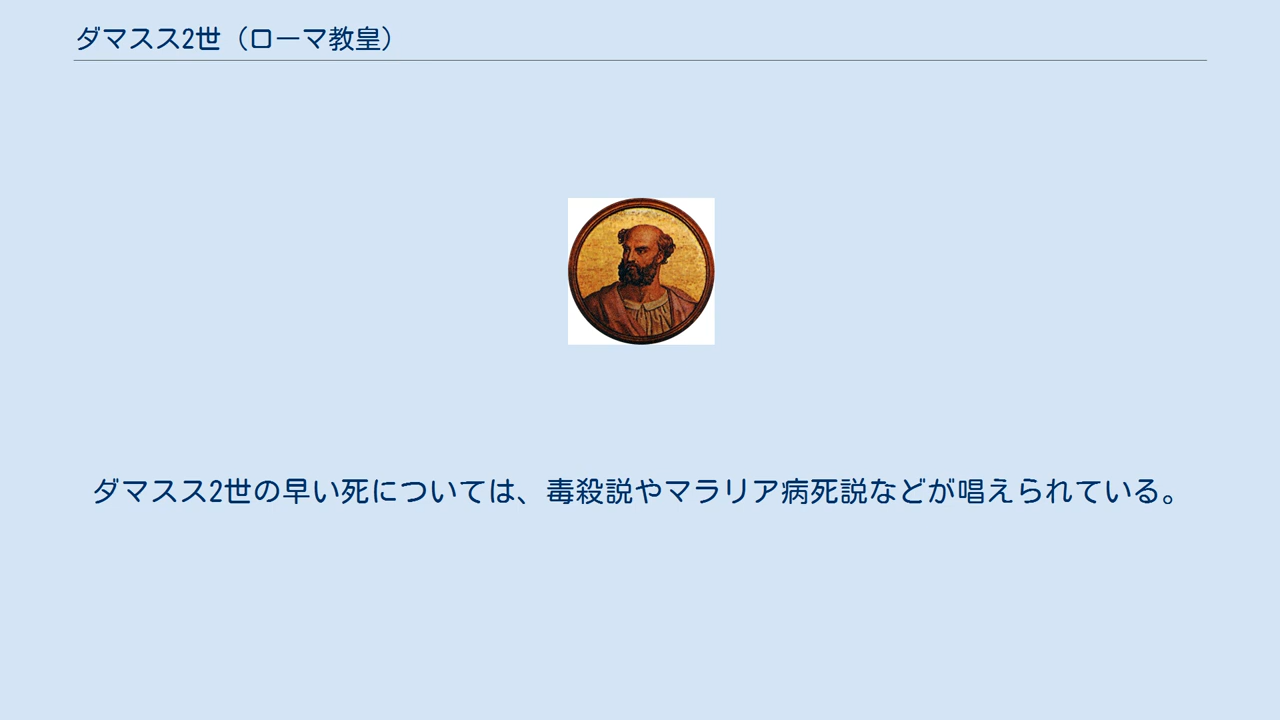 ダマスス2世（ローマ教皇）
ダマスス2世の早い死については、毒殺説やマラリア病死説などが唱えられている。